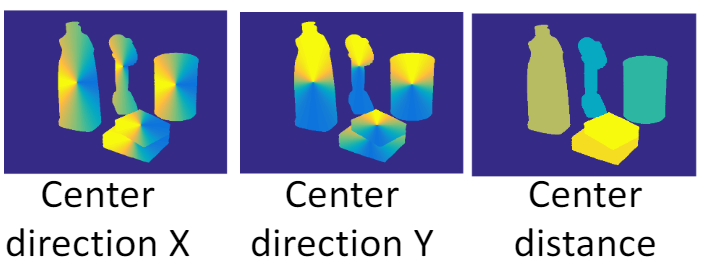 Center
direction X
Center
direction Y
Center
distance